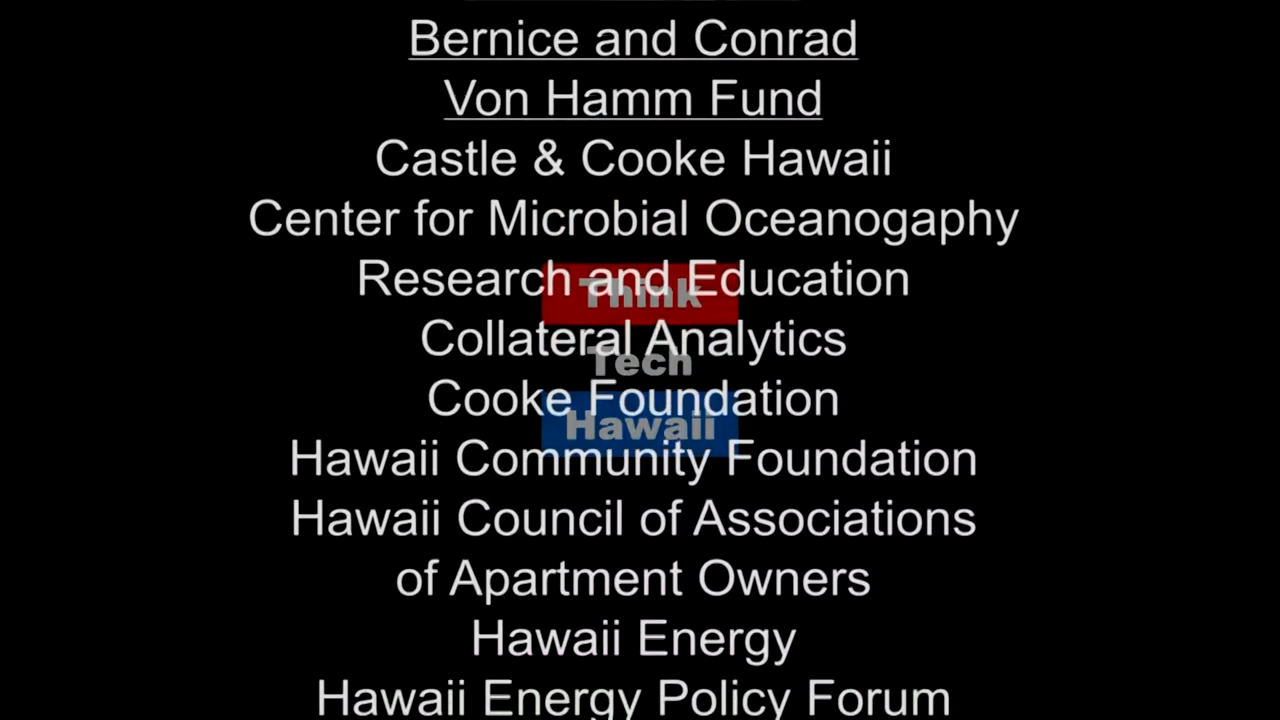 Bernice and Conrad
Von Hamm Fund
Castle & Cooke Hawaii
Center for Microbial Oceanogaphy
Research and Education
Think
Collateral Analytics
Tech
Cooke Foundation
Hawaii
Hawaii Community Foundation
Hawaii Council of Associations
of Apartment Owners
Hawaii Energy
Hawaii Energy Policy Forum